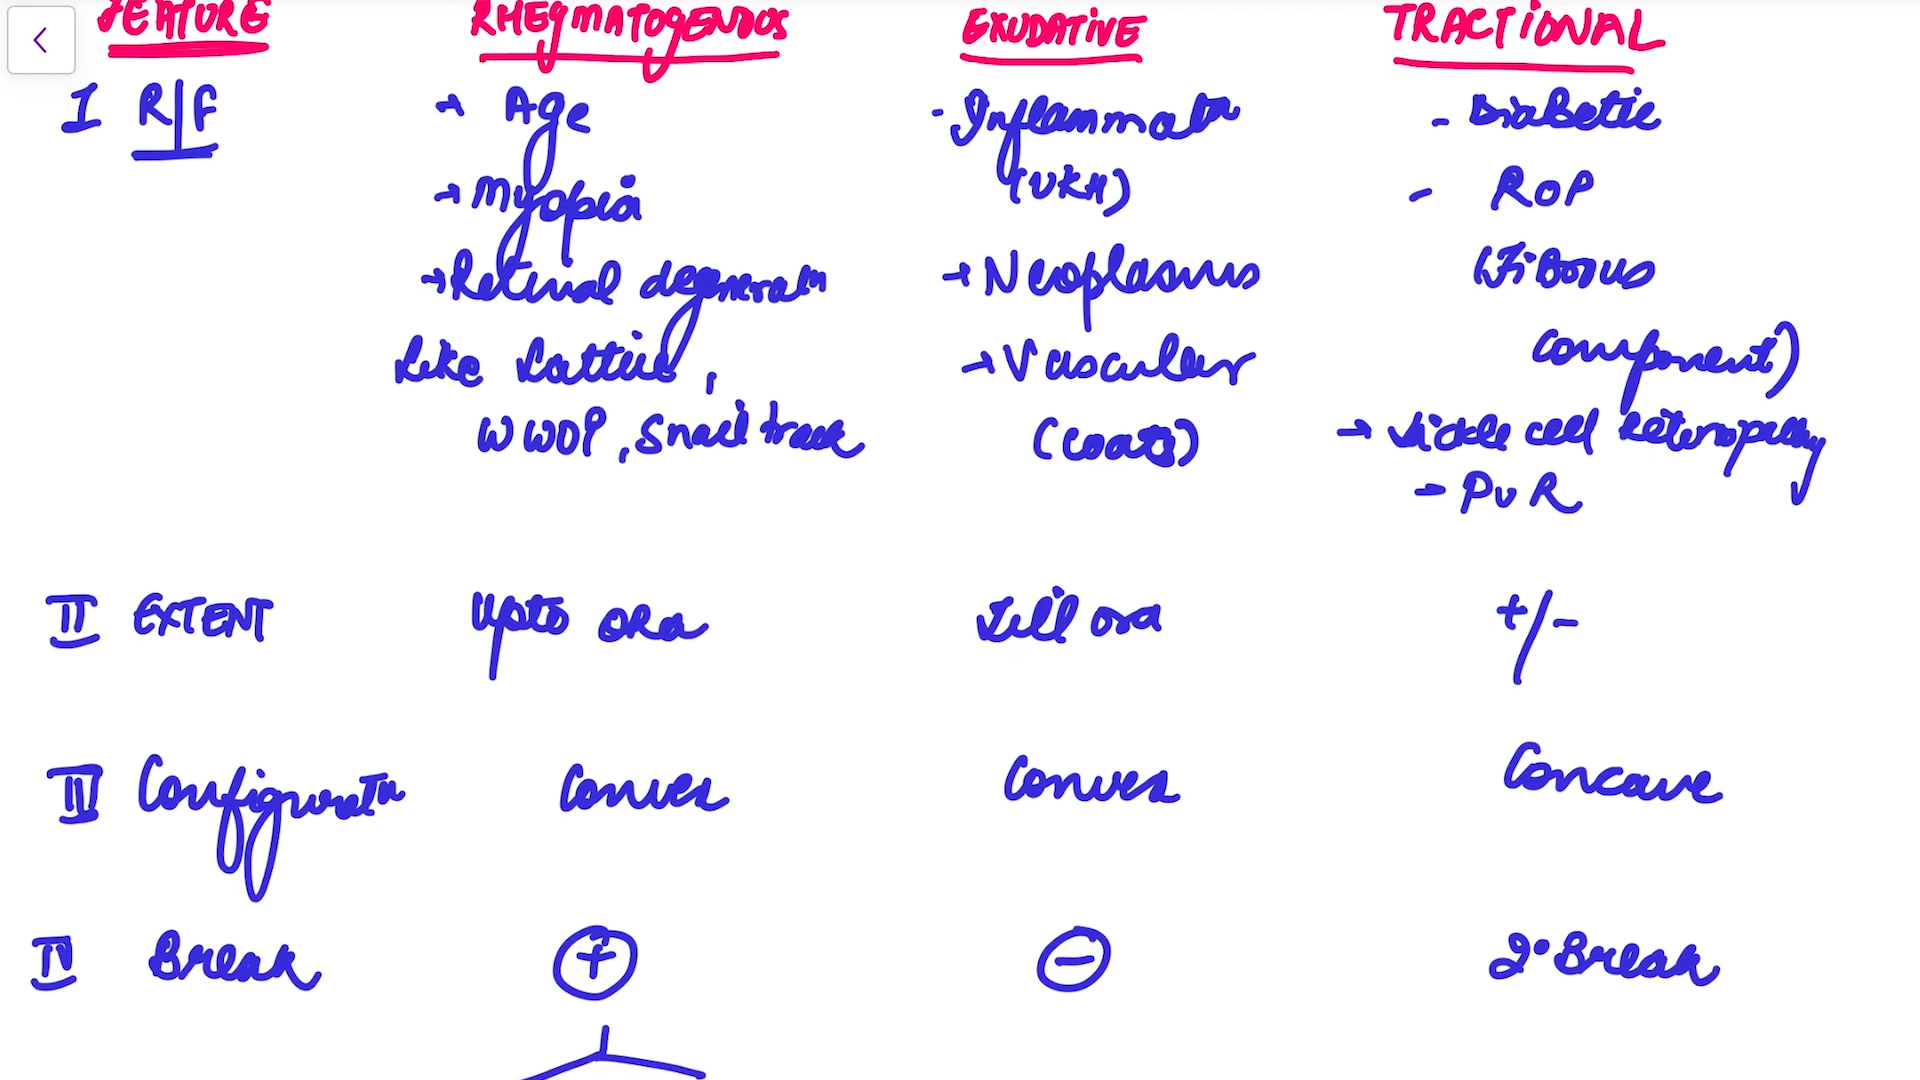 FEATURE RHEGMATOGENOUS EXUDATIVE TRACTIONAL
I R/F → Age - Inflammatn - Diabetic
→ Myopia (VKH) - ROP
→ Retinal degeneratn → Neoplasms (Fibrous
Like Lattice, → Vascular component)
WWOP, Snail track (Coats) → Sickle cell retinopathy
→ PVR
II EXTENT Upto ora Till ora +/-
III Configuratn Convex Convex Concave
IV Break + - 2° Break